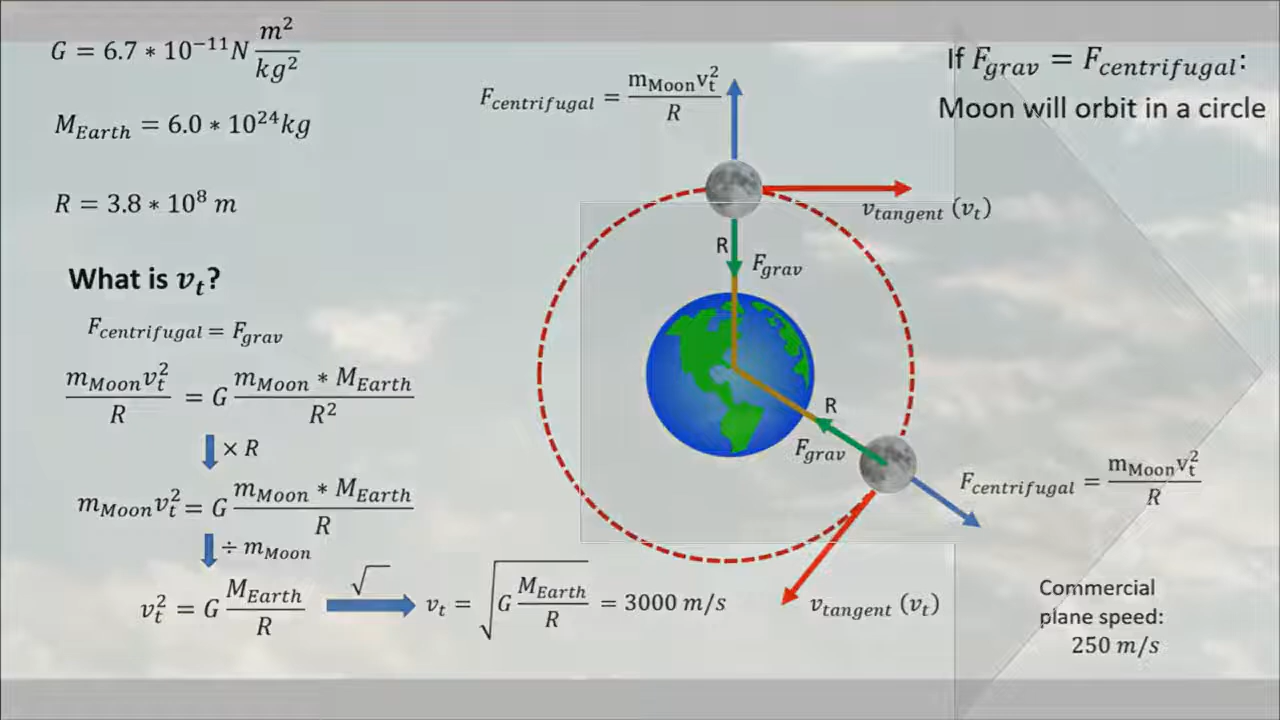 G = 6.7 * 10^−11 N m^2/kg^2
M_Earth = 6.0 * 10^24 kg
R = 3.8 * 10^8 m
What is v_t?
F_centrifugal = F_grav
m_Moon v_t^2 / R = G m_Moon * M_Earth / R^2
× R
m_Moon v_t^2 = G m_Moon * M_Earth / R
÷ m_Moon
v_t^2 = G M_Earth / R
√
v_t = √(G M_Earth / R) = 3000 m/s
F_centrifugal = m_Moon v_t^2 / R
v_tangent (v_t)
R
F_grav
R
F_grav
F_centrifugal = m_Moon v_t^2 / R
v_tangent (v_t)
If F_grav = F_centrifugal:
Moon will orbit in a circle
Commercial
plane speed:
250 m/s